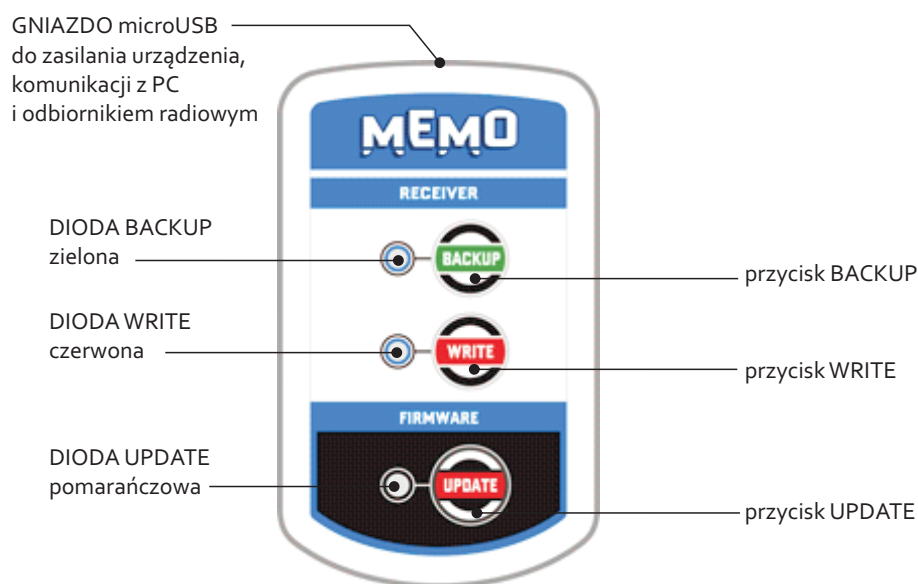 GNIAZDO microUSB
do zasilania urządzenia,
komunikacji z PC
i odbiornikiem radiowym
MEMO
RECEIVER
DIODA BACKUP
zielona
BACKUP
przycisk BACKUP
DIODA WRITE
czerwona
WRITE
przycisk WRITE
FIRMWARE
DIODA UPDATE
pomarańczowa
UPDATE
przycisk UPDATE